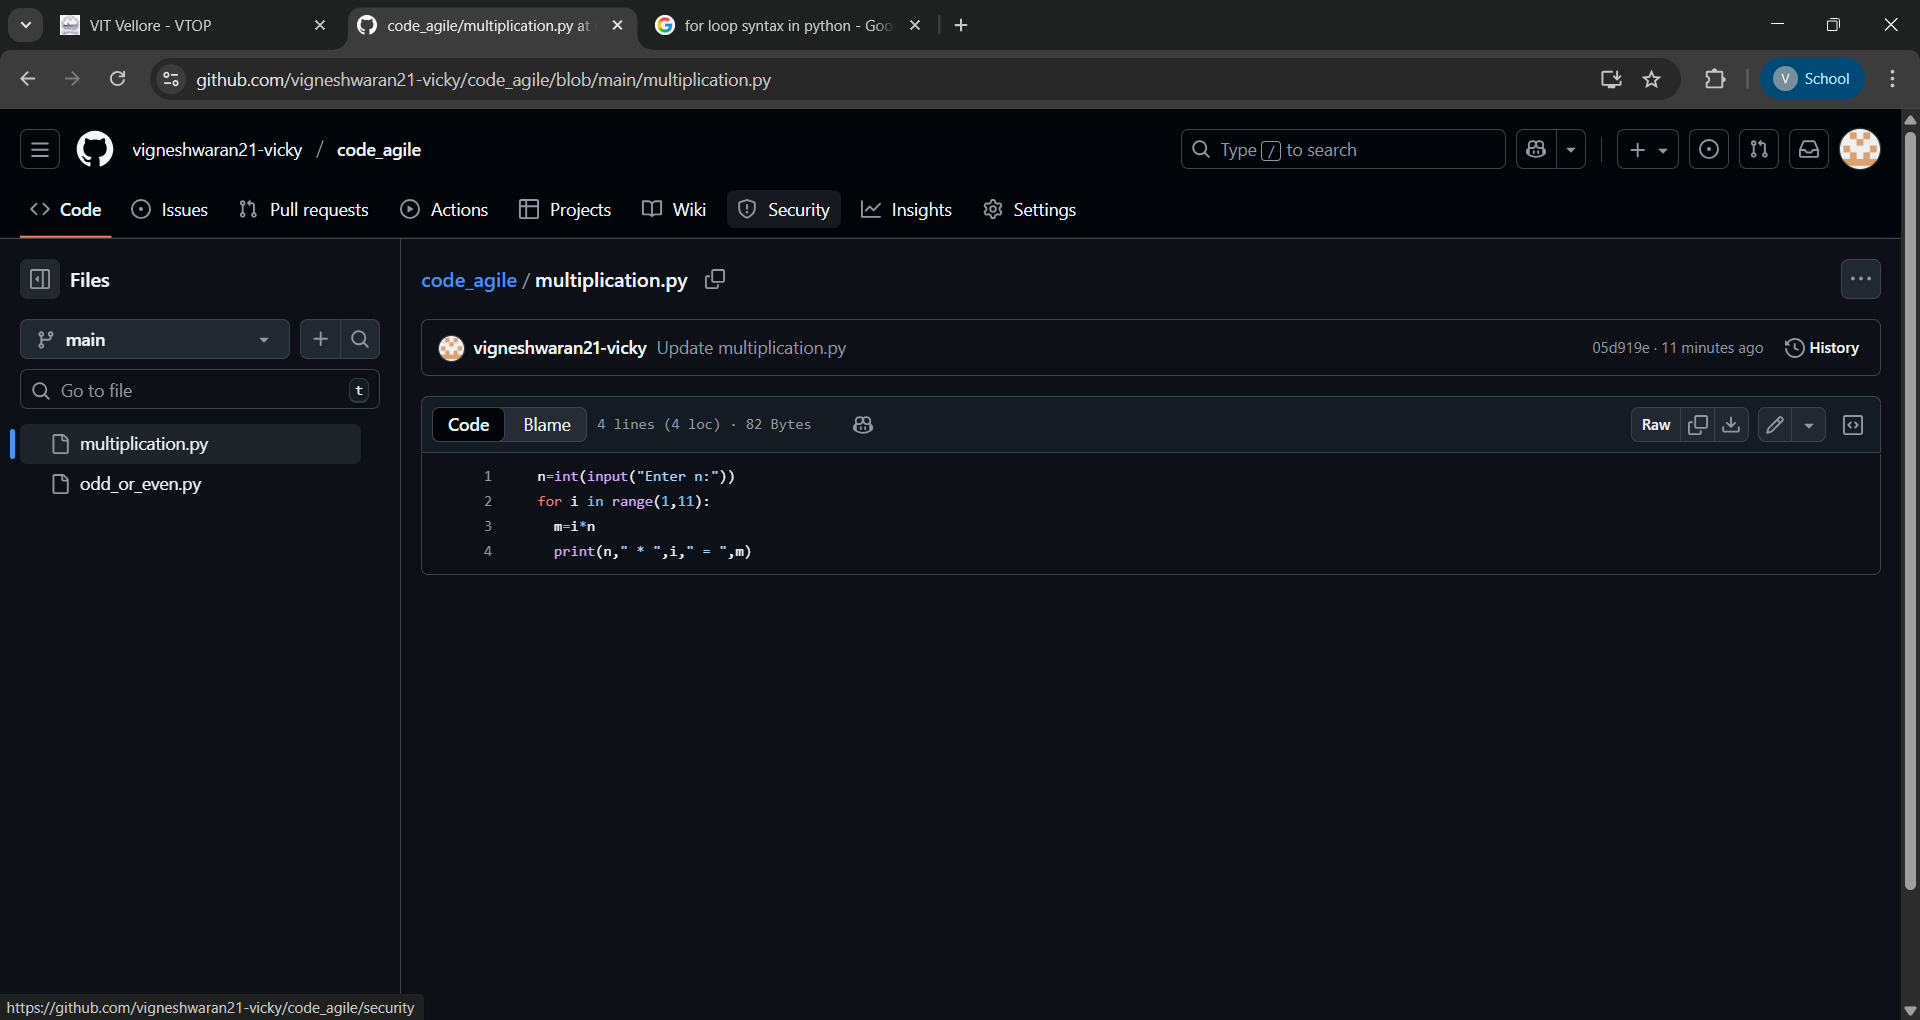 VIT Vellore - VTOP
code_agile/multiplication.py at
for loop syntax in python - Goo
github.com/vigneshwaran21-vicky/code_agile/blob/main/multiplication.py
V School
vigneshwaran21-vicky / code_agile
Type / to search
Code Issues Pull requests Actions Projects Wiki Security Insights Settings
Files
code_agile / multiplication.py
main
vigneshwaran21-vicky Update multiplication.py
05d919e · 11 minutes ago History
Go to file t
Code Blame 4 lines (4 loc) · 82 Bytes
Raw
multiplication.py
odd_or_even.py
1 n=int(input("Enter n:"))
2 for i in range(1,11):
3 m=i*n
4 print(n," * ",i," = ",m)
https://github.com/vigneshwaran21-vicky/code_agile/security